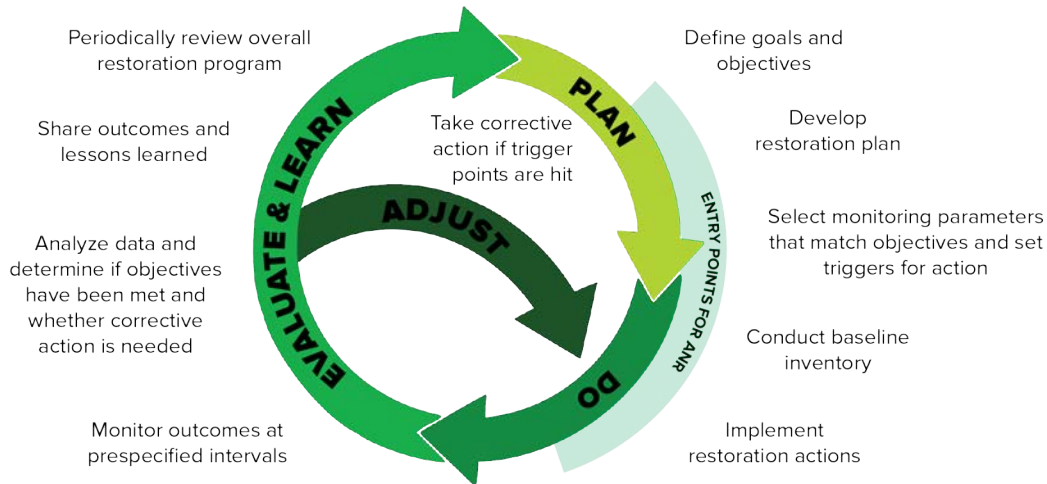 Periodically review overall
restoration program
Share outcomes and
lessons learned
Analyze data and
determine if objectives
have been met and
whether corrective
action is needed
Monitor outcomes at
prespecified intervals
EVALUATE & LEARN
ADJUST
Take corrective
action if trigger
points are hit
PLAN
DO
ENTRY POINTS FOR ANR
Define goals and
objectives
Develop
restoration plan
Select monitoring parameters
that match objectives and set
triggers for action
Conduct baseline
inventory
Implement
restoration actions